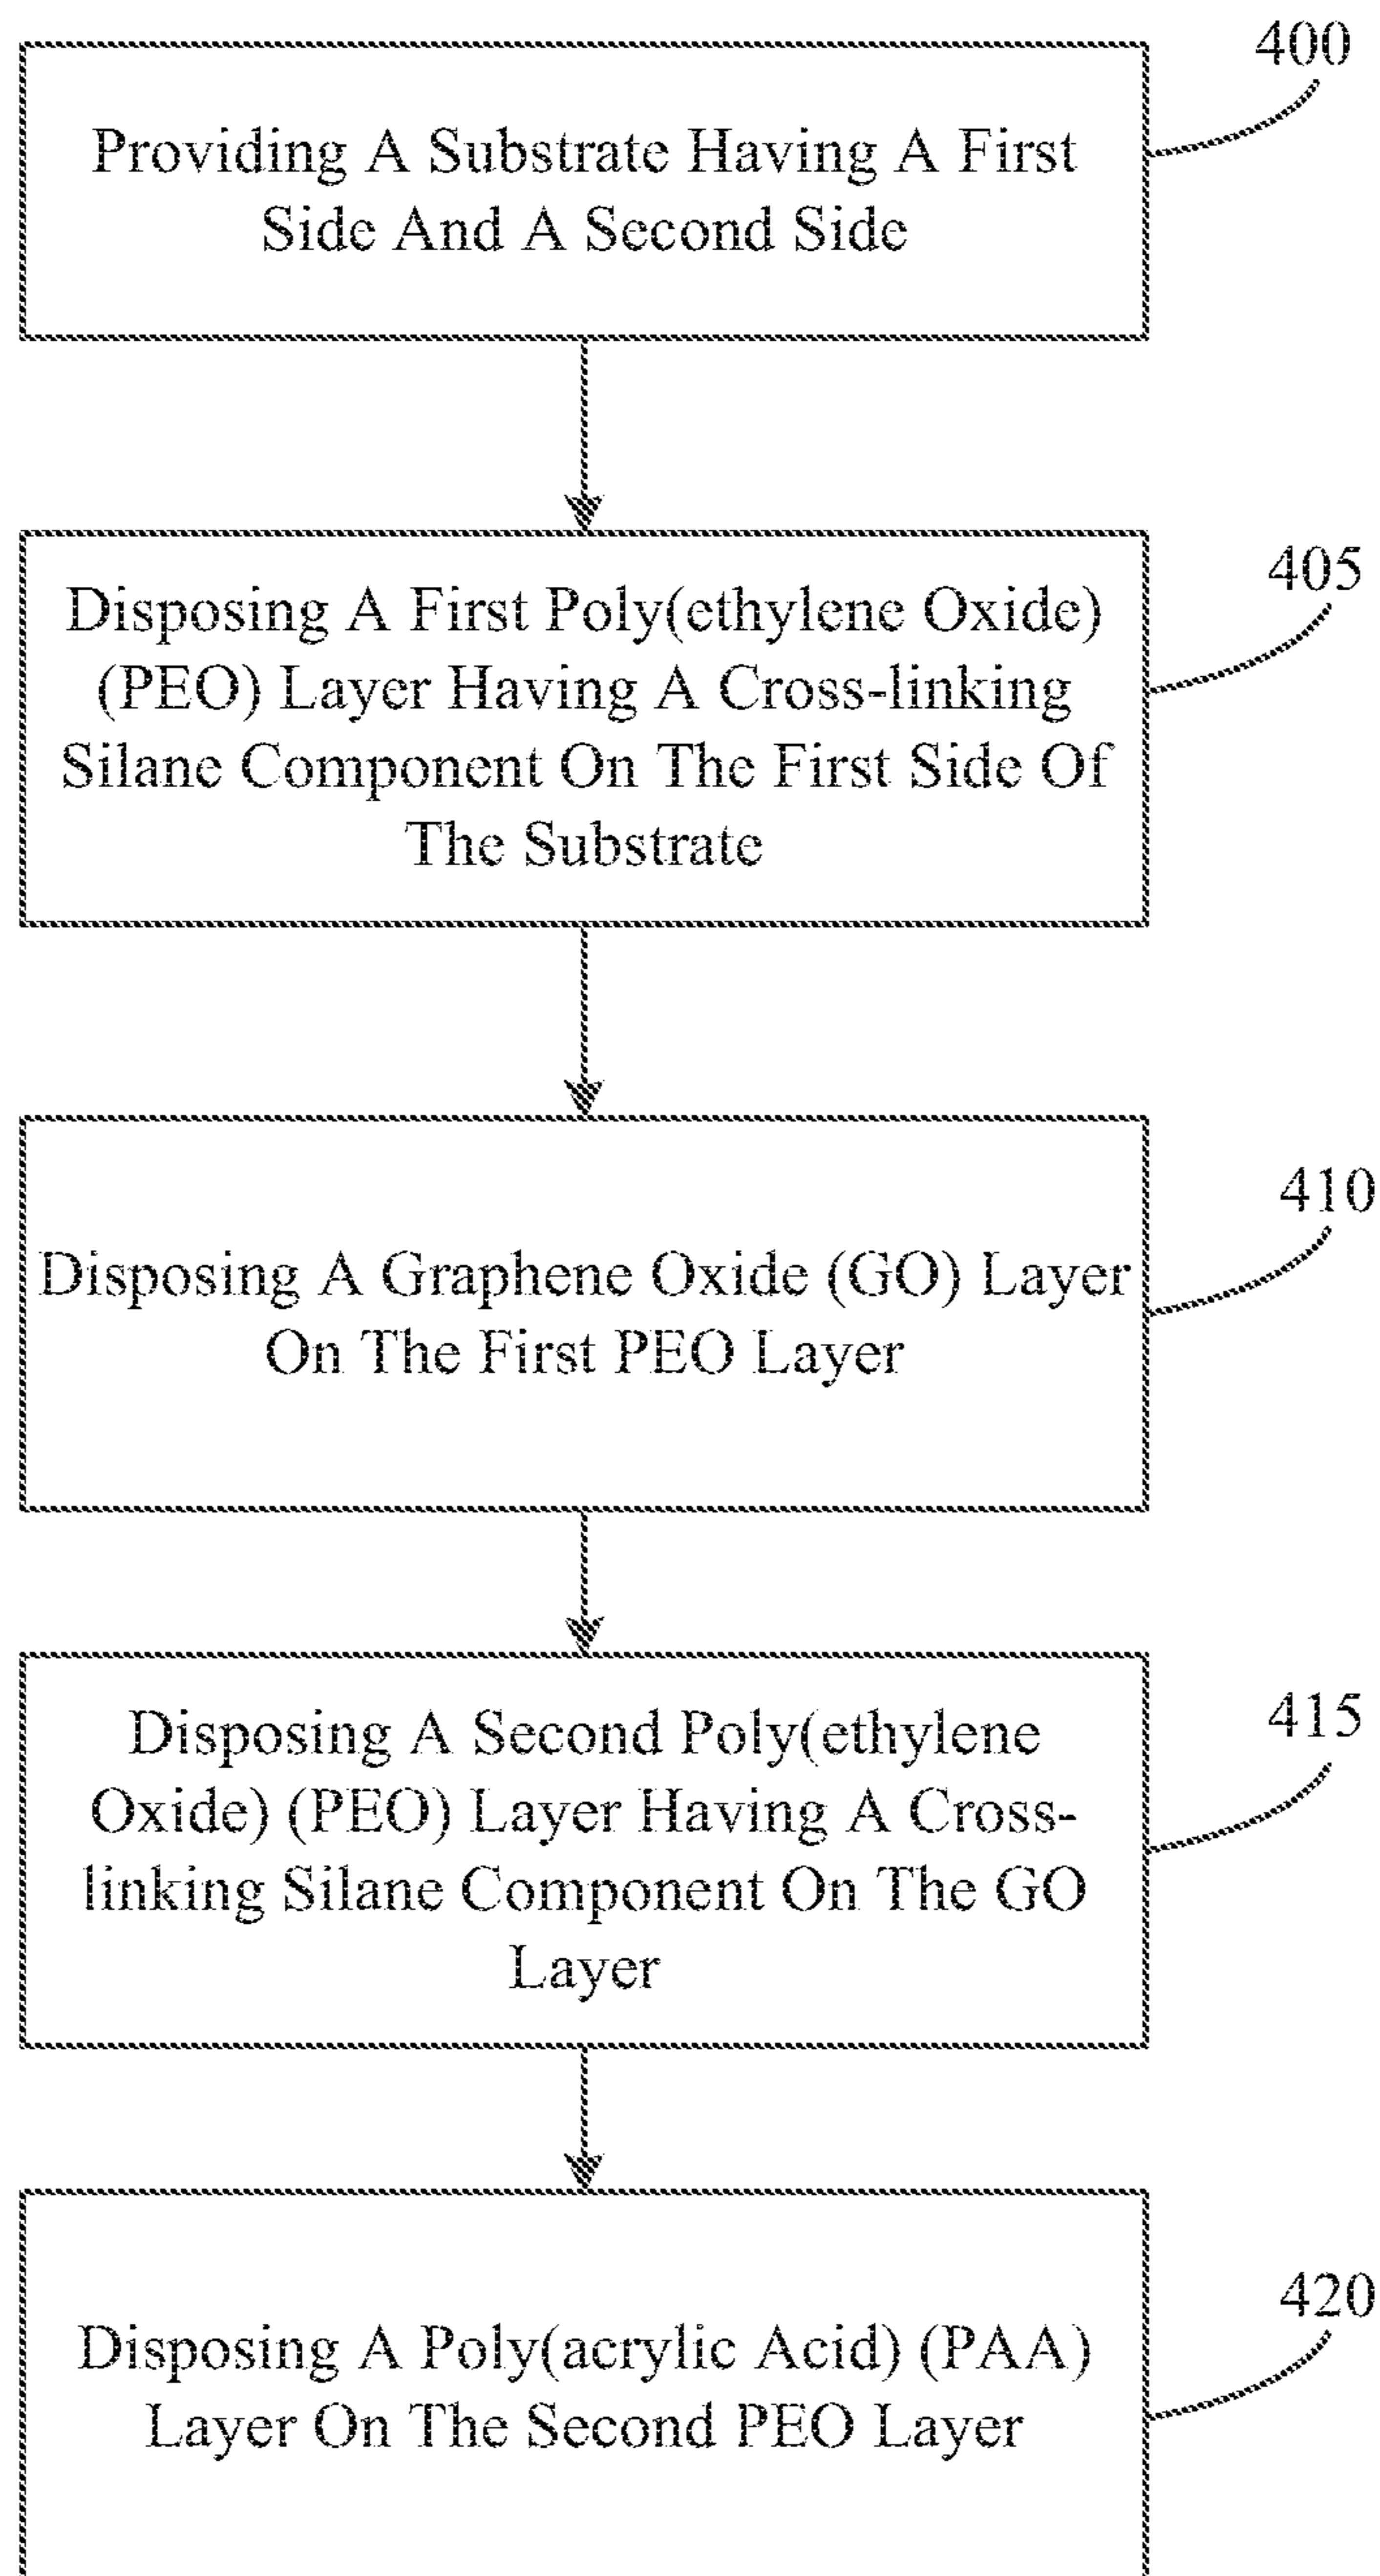 400
Providing A Substrate Having A First
Side And A Second Side
405
Disposing A First Poly(ethylene Oxide)
(PEO) Layer Having A Cross-linking
Silane Component On The First Side Of
The Substrate
410
Disposing A Graphene Oxide (GO) Layer
On The First PEO Layer
415
Disposing A Second Poly(ethylene
Oxide) (PEO) Layer Having A Cross-
linking Silane Component On The GO
Layer
420
Disposing A Poly(acrylic Acid) (PAA)
Layer On The Second PEO Layer